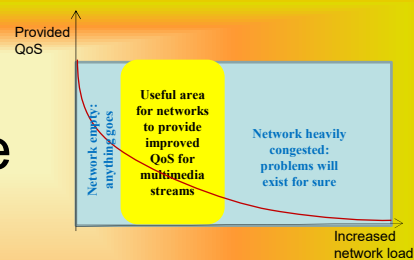 Provided
QoS
Network empty:
anything goes
Useful area
for networks
to provide
improved
QoS for
multimedia
streams
Network heavily
congested:
problems will
exist for sure
e
Increased
network load